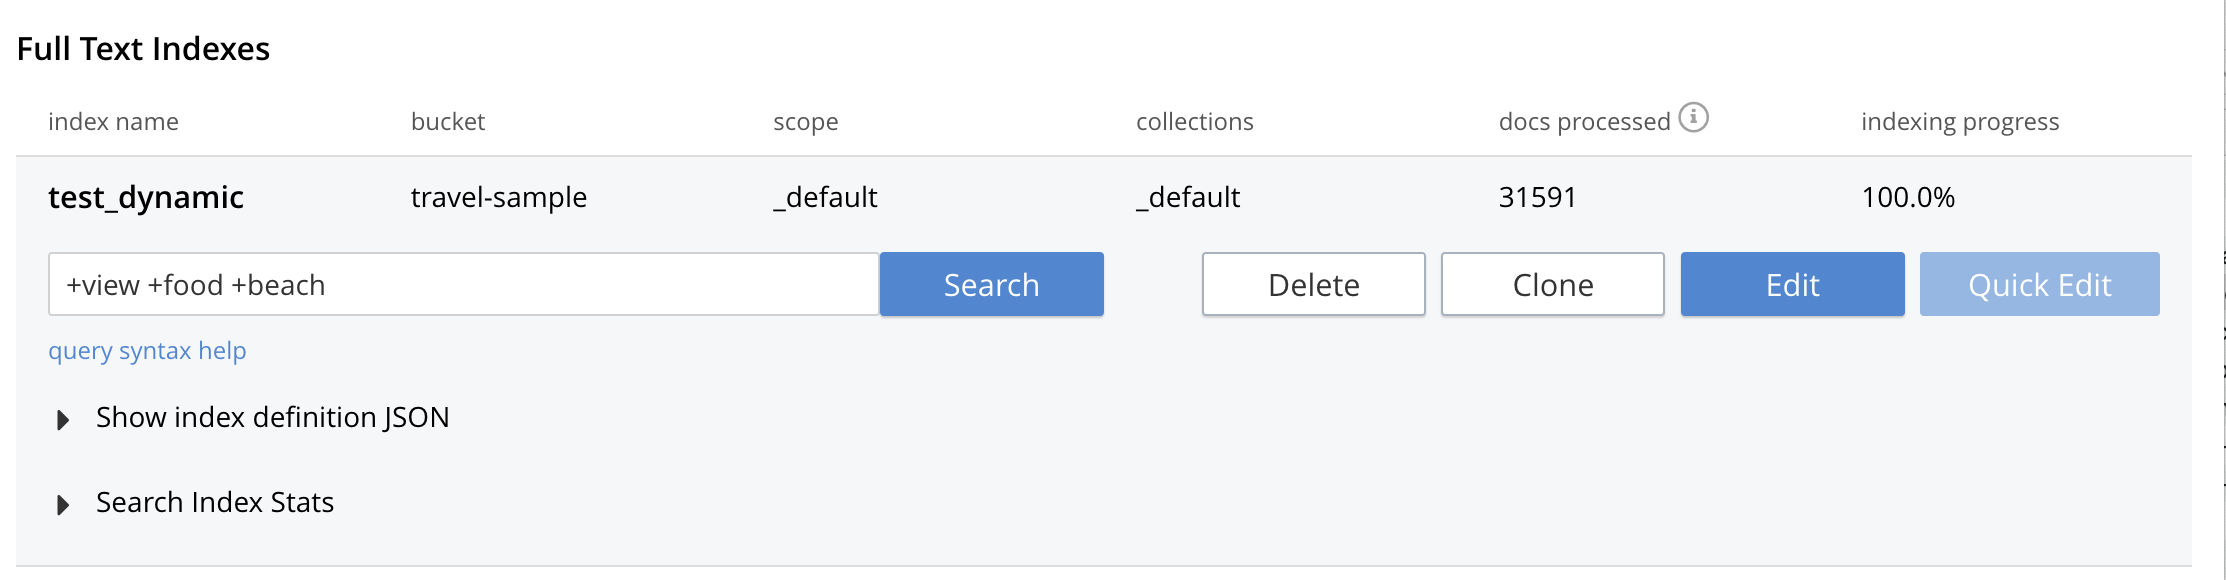 Full Text Indexes
index name bucket scope collections docs processed indexing progress
test_dynamic travel-sample _default _default 31591 100.0%
+view +food +beach Search Delete Clone Edit Quick Edit
query syntax help
Show index definition JSON
Search Index Stats